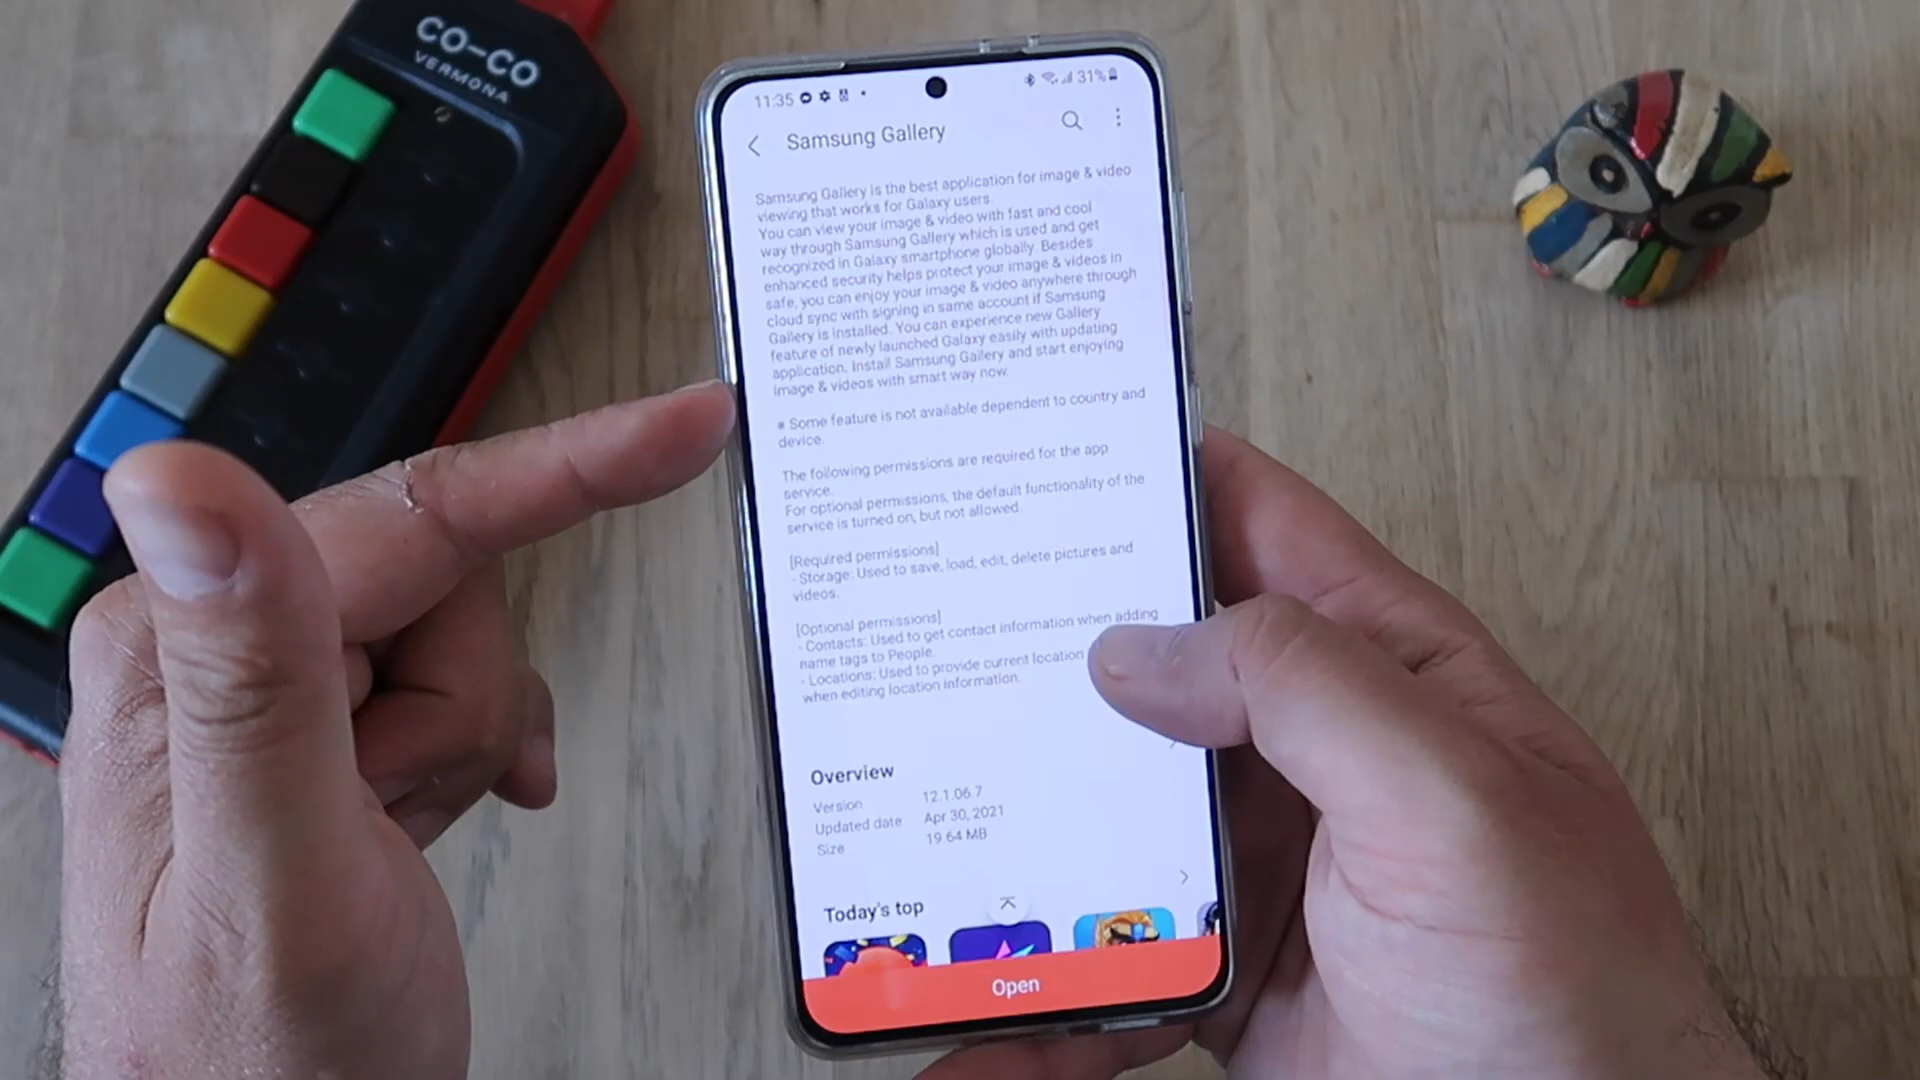 CO-CO
VERMONA
11:35
31%
Samsung Gallery
Samsung Gallery is the best application for image & video
viewing that works for Galaxy users.
You can view your image & video with fast and cool
way through Samsung Gallery which is used and get
recognized in Galaxy smartphone globally. Besides
enhanced security helps protect your image & videos in
safe, you can enjoy your image & video anywhere through
cloud sync with signing in same account if Samsung
Gallery is installed. You can experience new Gallery
feature of newly launched Galaxy easily with updating
application. Install Samsung Gallery and start enjoying
image & videos with smart way now.
※ Some feature is not available dependent to country and
device.
The following permissions are required for the app
service.
For optional permissions, the default functionality of the
service is turned on, but not allowed.
[Required permissions]
- Storage: Used to save, load, edit, delete pictures and
videos.
[Optional permissions]
- Contacts: Used to get contact information when adding
name tags to People.
- Locations: Used to provide current location
when editing location information.
Overview
Version 12.1.06.7
Updated date Apr 30, 2021
Size 19.64 MB
Today's top
Open